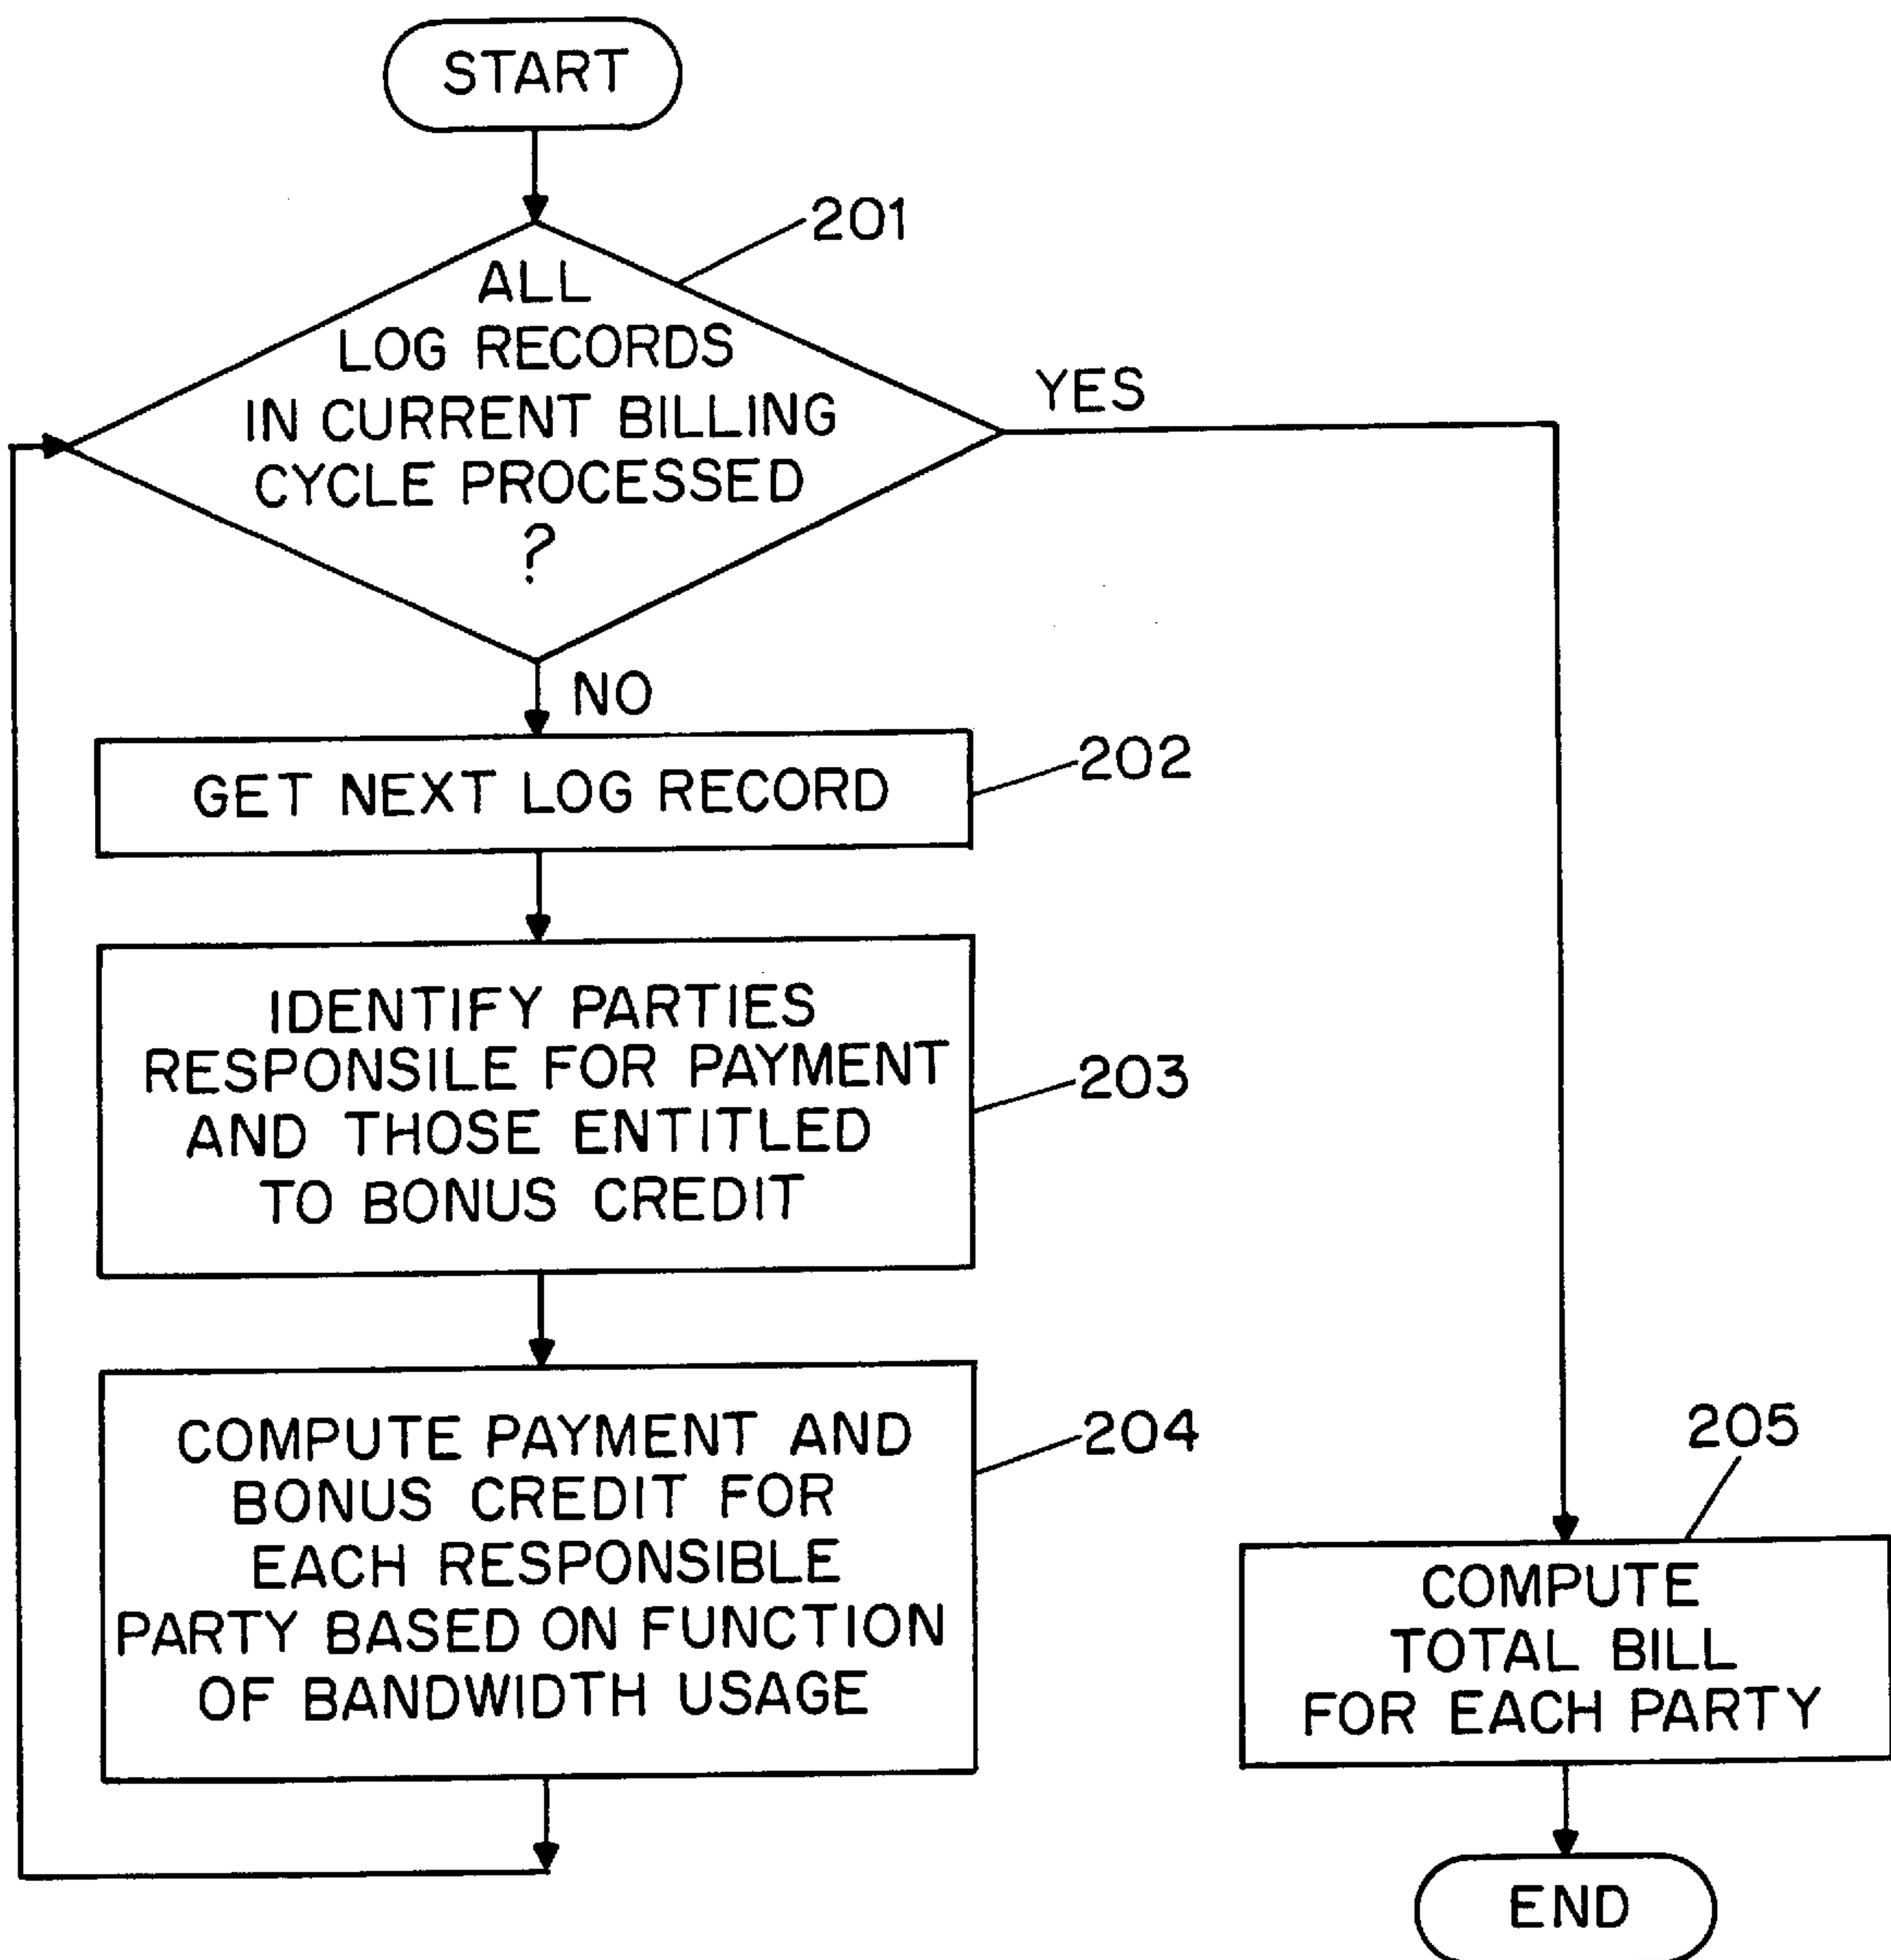 START
201
ALL
LOG RECORDS
IN CURRENT BILLING
CYCLE PROCESSED
?
YES
NO
GET NEXT LOG RECORD
202
IDENTIFY PARTIES
RESPONSILE FOR PAYMENT
AND THOSE ENTITLED
TO BONUS CREDIT
203
COMPUTE PAYMENT AND
BONUS CREDIT FOR
EACH RESPONSIBLE
PARTY BASED ON FUNCTION
OF BANDWIDTH USAGE
204
205
COMPUTE
TOTAL BILL
FOR EACH PARTY
END